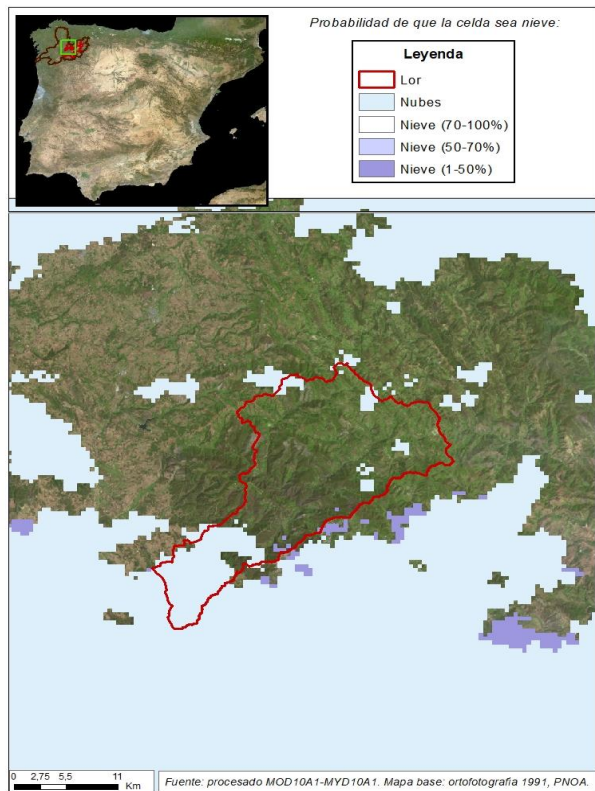 Probabilidad de que la celda sea nieve:
Leyenda
Lor
Nubes
Nieve (70-100%)
Nieve (50-70%)
Nieve (1-50%)
0 2,75 5,5 11
Km
Fuente: procesado MOD10A1-MYD10A1. Mapa base: ortofotografia 1991, PNOA.